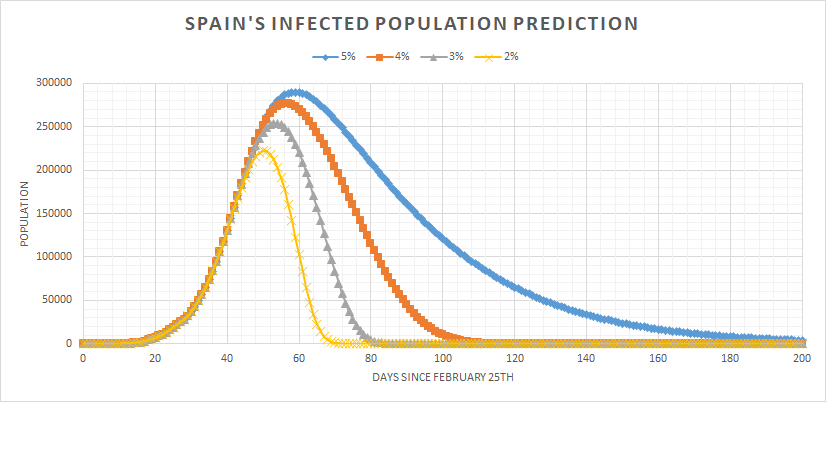 SPAIN'S INFECTED POPULATION PREDICTION
5% 4% 3% 2%
300000
250000
200000
150000
100000
50000
0
POPULATION
0 20 40 60 80 100 120 140 160 180 200
DAYS SINCE FEBRUARY 25TH